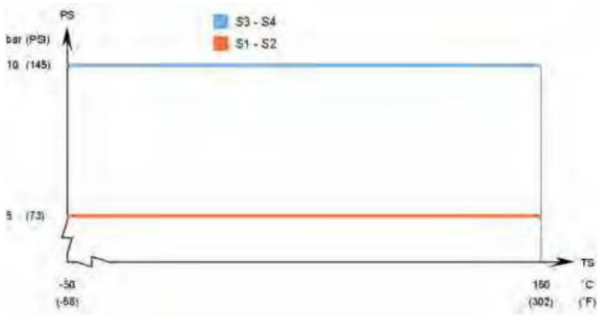 PS
S3 - S4
S1 - S2
bar (PSI)
10 (145)
5 (73)
TS
-50 150 °C
(-58) (302) (°F)